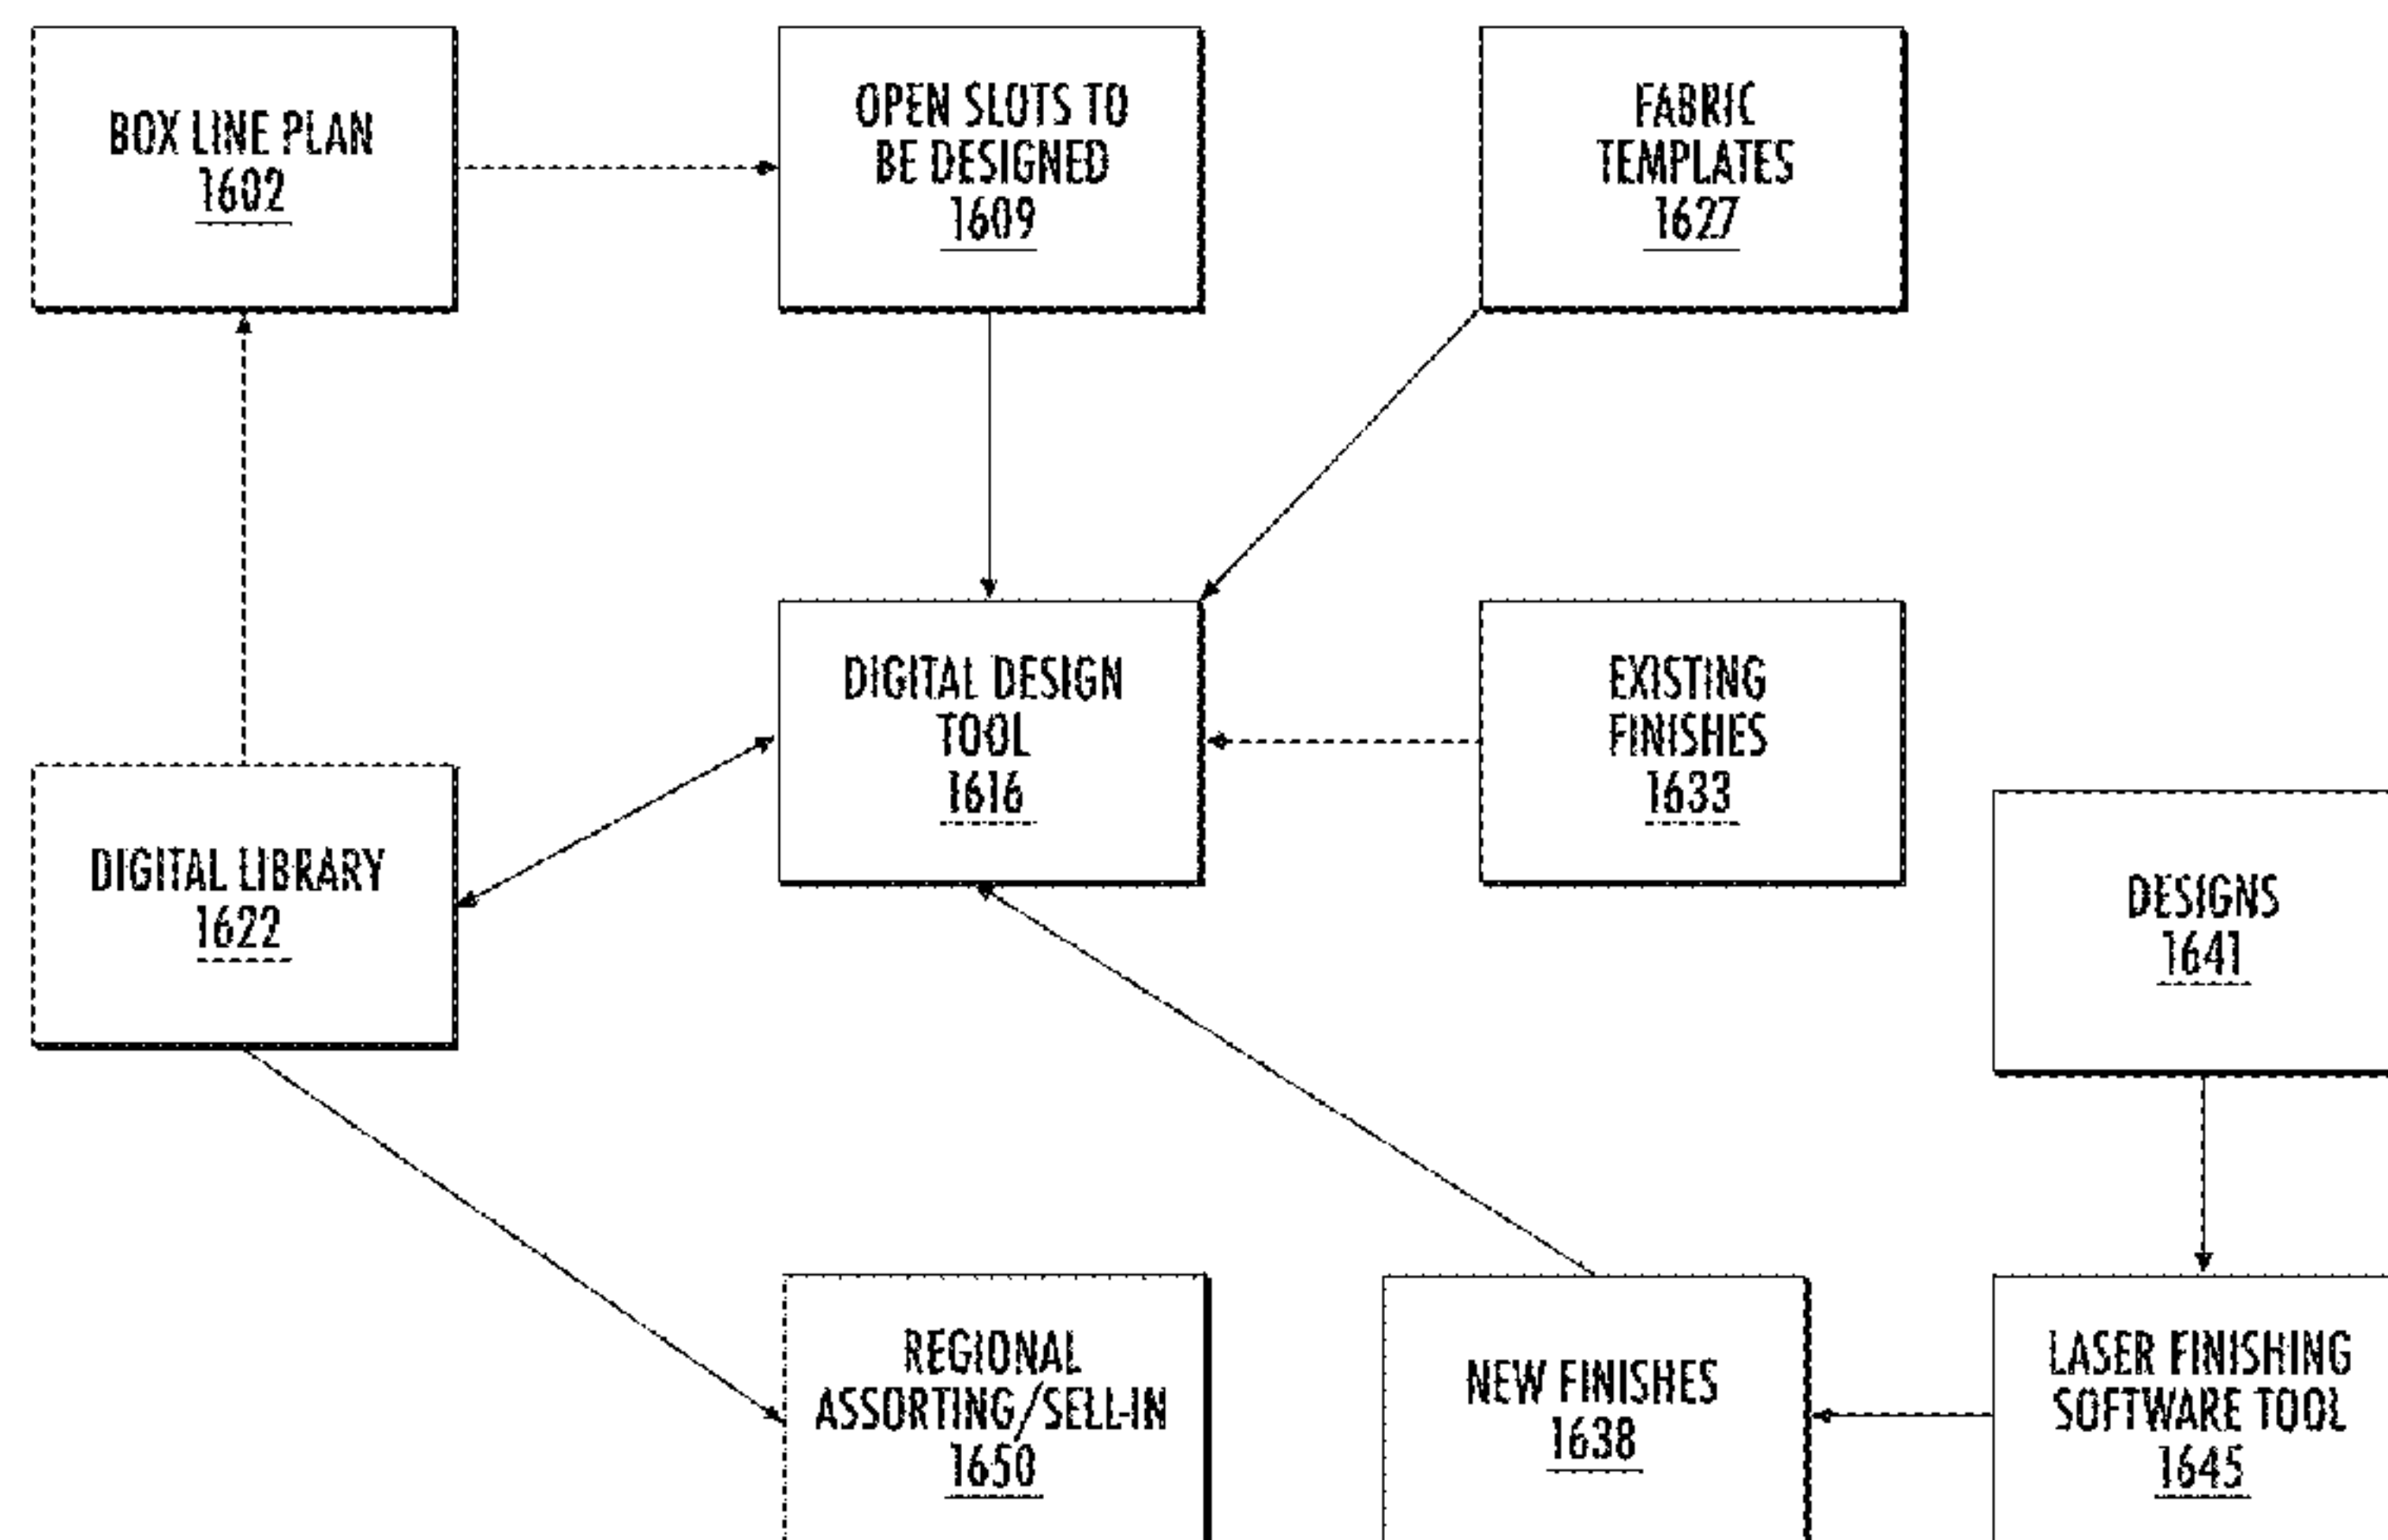 BOX LINE PLAN
1602
OPEN SLOTS TO
BE DESIGNED
1609
FABRIC
TEMPLATES
1627
DIGITAL DESIGN
TOOL
1616
EXISTING
FINISHES
1633
DIGITAL LIBRARY
1622
DESIGNS
1641
REGIONAL
ASSORTING/SELL-IN
1650
NEW FINISHES
1638
LASER FINISHING
SOFTWARE TOOL
1645